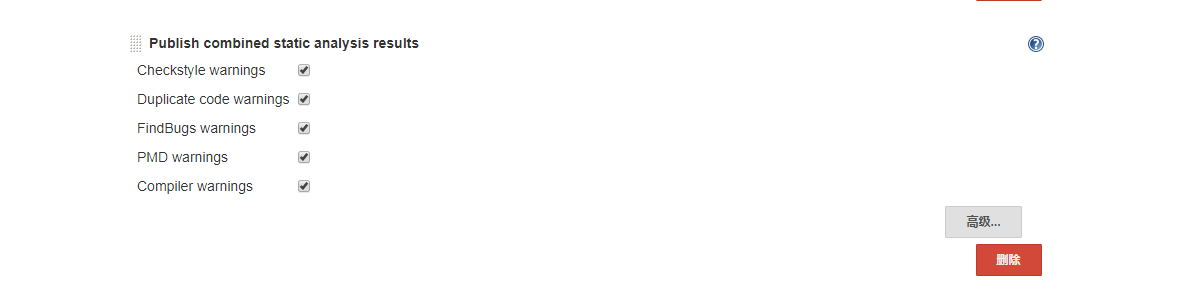 Publish combined static analysis results
Checkstyle warnings
Duplicate code warnings
FindBugs warnings
PMD warnings
Compiler warnings
高级...
删除